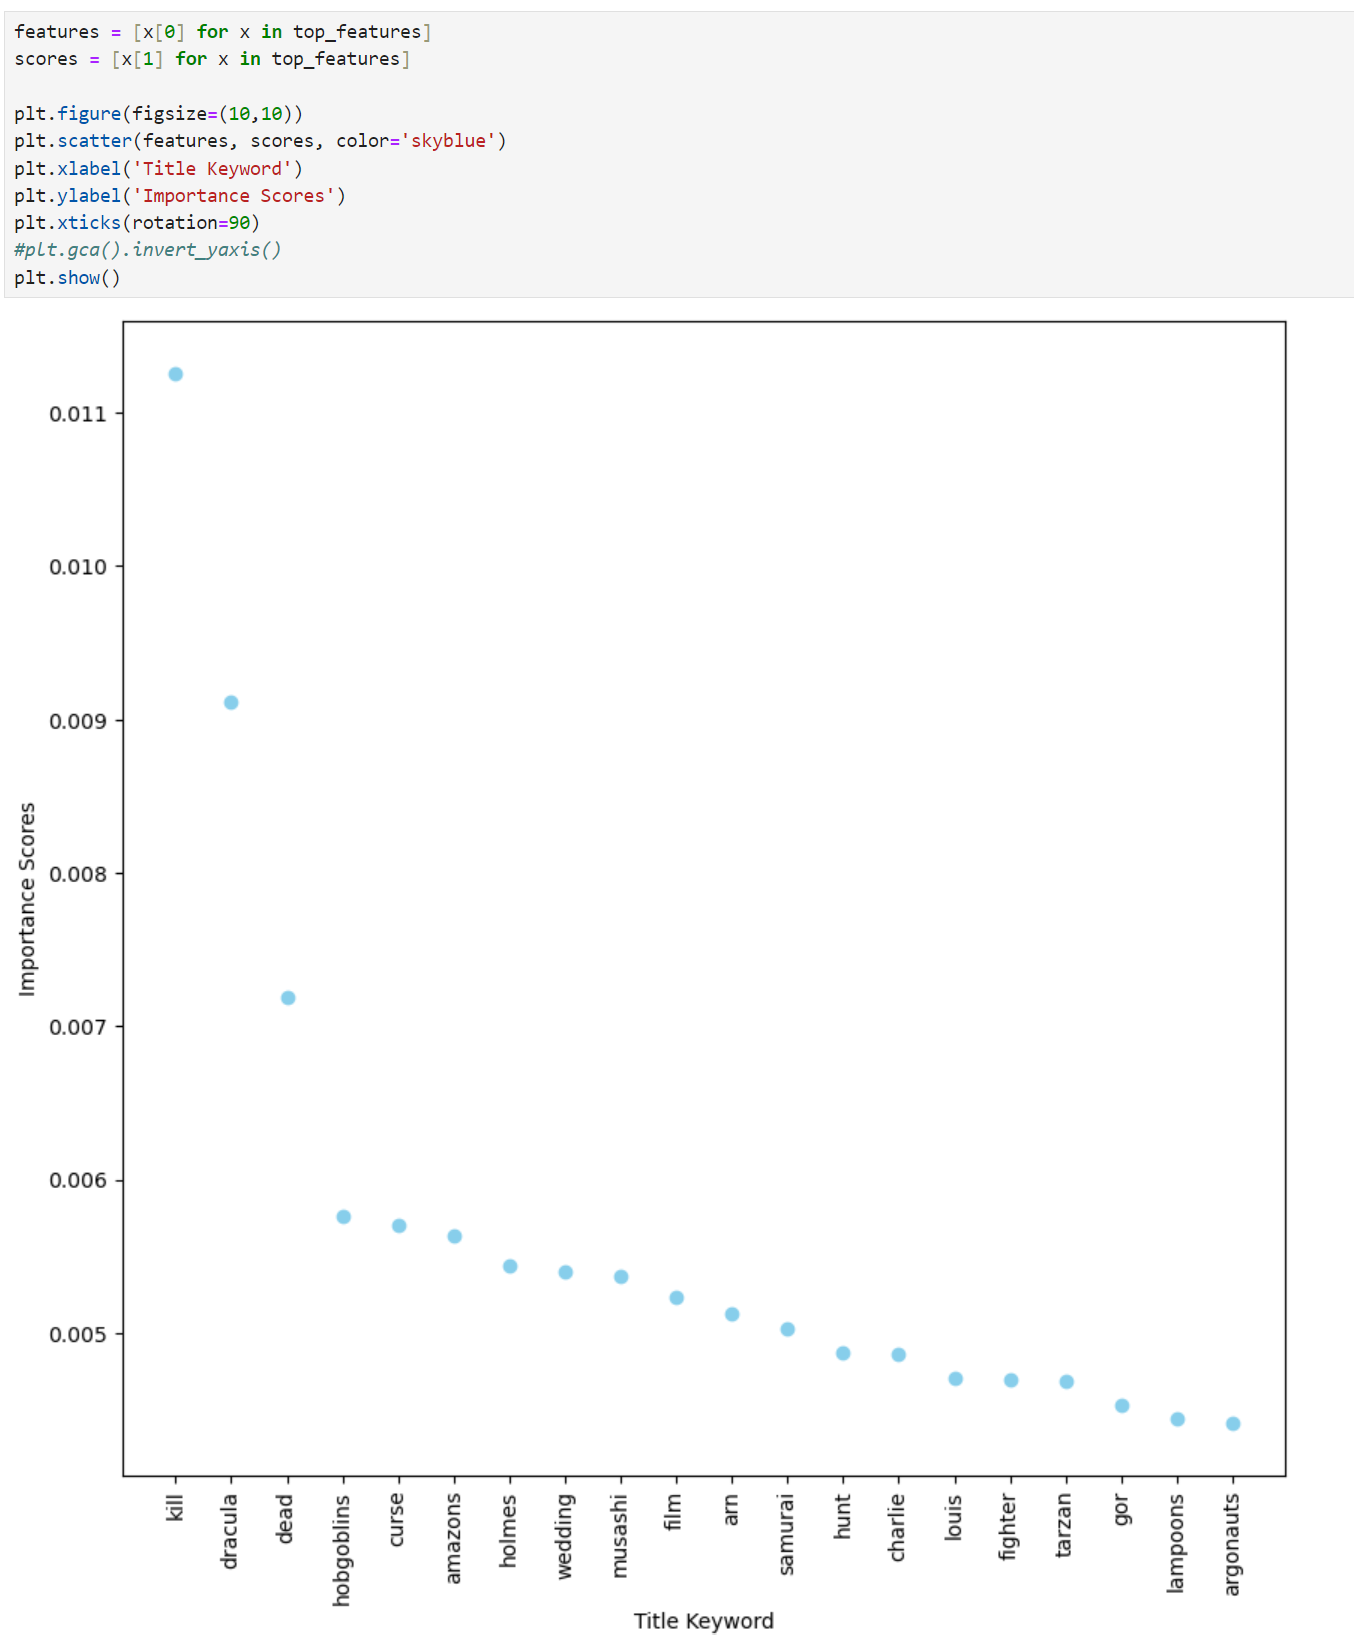 features = [x[0] for x in top_features]
scores = [x[1] for x in top_features]
plt.figure(figsize=(10,10))
plt.scatter(features, scores, color='skyblue')
plt.xlabel('Title Keyword')
plt.ylabel('Importance Scores')
plt.xticks(rotation=90)
#plt.gca().invert_yaxis()
plt.show()
0.011
0.010
0.009
0.008
0.007
0.006
0.005
Importance Scores
kill
dracula
dead
hobgoblins
curse
amazons
holmes
wedding
musashi
film
arn
samurai
hunt
charlie
louis
fighter
tarzan
gor
lampoons
argonauts
Title Keyword